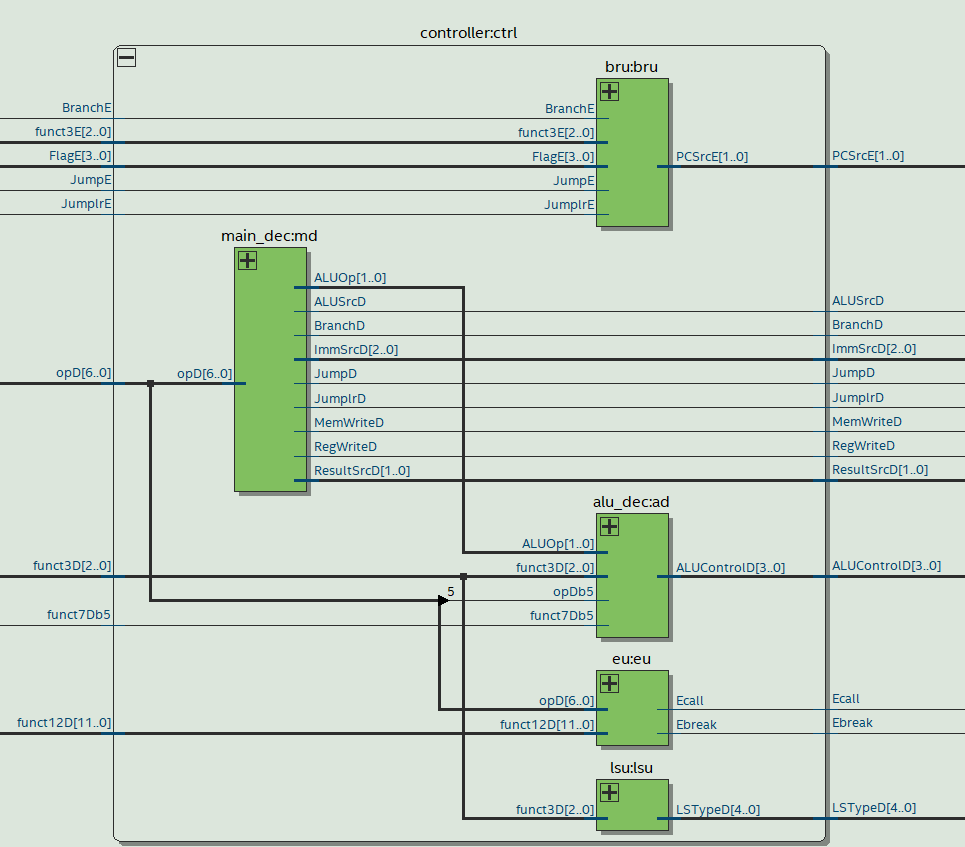 controller:ctrl
bru:bru
BranchE
BranchE
funct3E[2..0]
funct3E[2..0]
FlagE[3..0]
FlagE[3..0]
PCSrcE[1..0]
PCSrcE[1..0]
JumpE
JumpE
JumplrE
JumplrE
main_dec:md
ALUOp[1..0]
ALUSrcD
ALUSrcD
BranchD
BranchD
ImmSrcD[2..0]
ImmSrcD[2..0]
opD[6..0]
opD[6..0]
JumpD
JumpD
JumplrD
JumplrD
MemWriteD
MemWriteD
RegWriteD
RegWriteD
ResultSrcD[1..0]
ResultSrcD[1..0]
alu_dec:ad
ALUOp[1..0]
funct3D[2..0]
funct3D[2..0]
ALUControlD[3..0]
ALUControlD[3..0]
5
opDb5
funct7Db5
funct7Db5
eu:eu
opD[6..0]
Ecall
Ecall
funct12D[11..0]
funct12D[11..0]
Ebreak
Ebreak
lsu:lsu
funct3D[2..0]
LSTypeD[4..0]
LSTypeD[4..0]